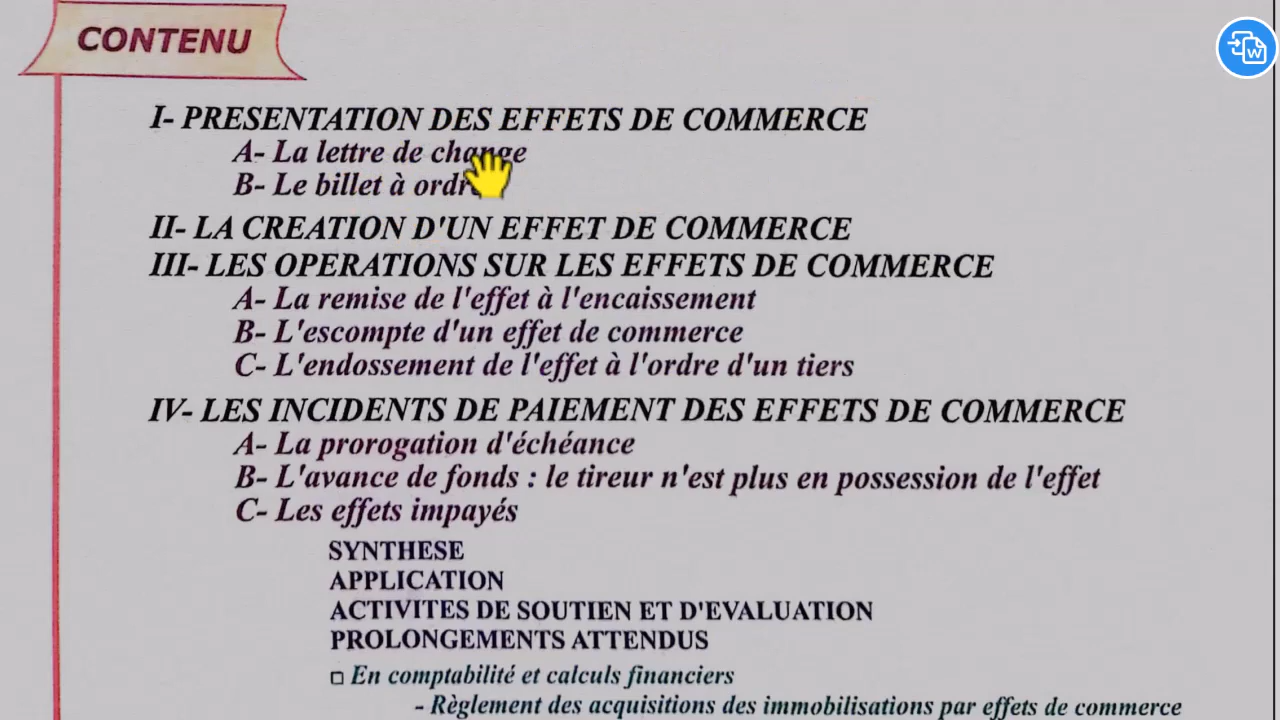 CONTENU
I- PRESENTATION DES EFFETS DE COMMERCE
A- La lettre de change
B- Le billet à ordre
II- LA CREATION D'UN EFFET DE COMMERCE
III- LES OPERATIONS SUR LES EFFETS DE COMMERCE
A- La remise de l'effet à l'encaissement
B- L'escompte d'un effet de commerce
C- L'endossement de l'effet à l'ordre d'un tiers
IV- LES INCIDENTS DE PAIEMENT DES EFFETS DE COMMERCE
A- La prorogation d'échéance
B- L'avance de fonds : le tireur n'est plus en possession de l'effet
C- Les effets impayés
SYNTHESE
APPLICATION
ACTIVITES DE SOUTIEN ET D'EVALUATION
PROLONGEMENTS ATTENDUS
□ En comptabilité et calculs financiers
- Règlement des acquisitions des immobilisations par effets de commerce